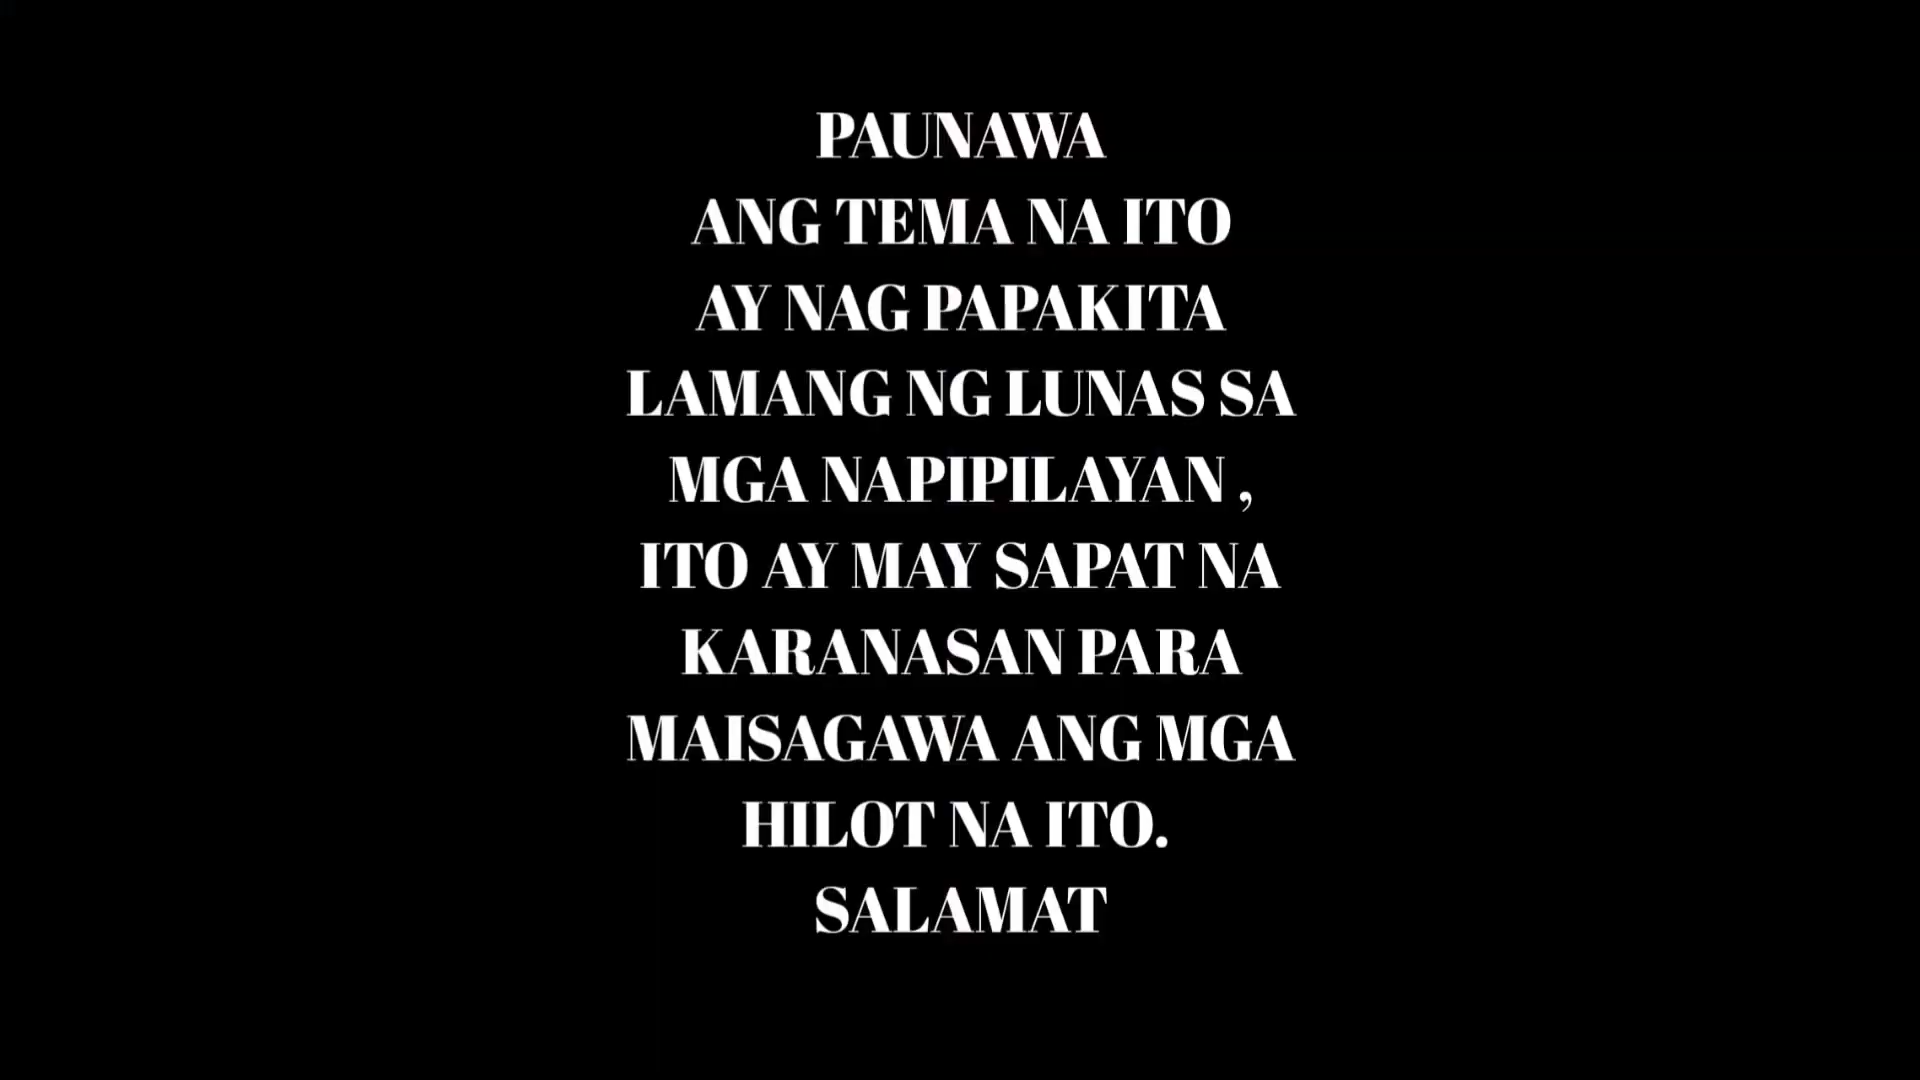 PAUNAWA
ANG TEMA NA ITO
AY NAG PAPAKITA
LAMANG NG LUNAS SA
MGA NAPIPILAYAN ,
ITO AY MAY SAPAT NA
KARANASAN PARA
MAISAGAWA ANG MGA
HILOT NA ITO.
SALAMAT